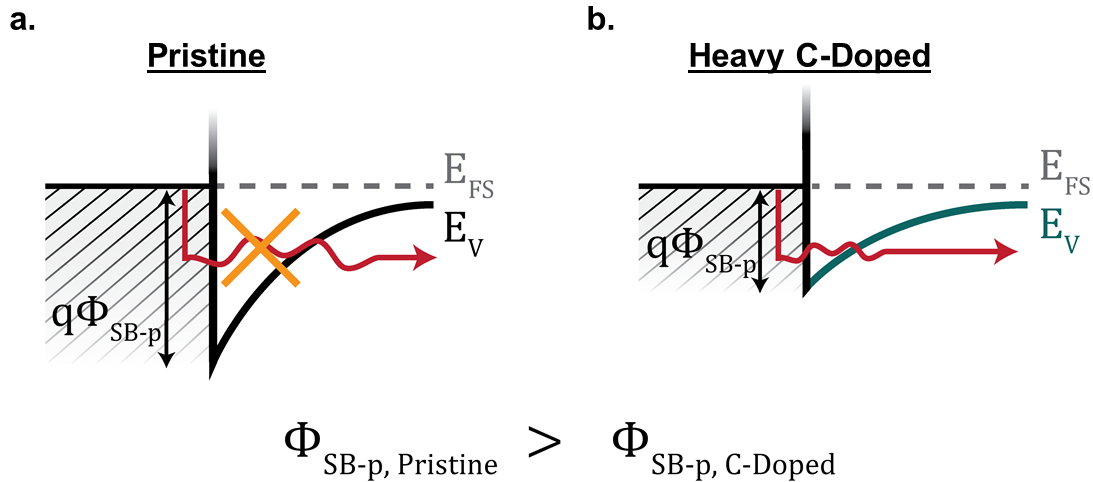 a.
Pristine
E_FS
E_V
qΦ_SB-p
b.
Heavy C-Doped
E_FS
E_V
qΦ_SB-p
Φ_SB-p, Pristine > Φ_SB-p, C-Doped